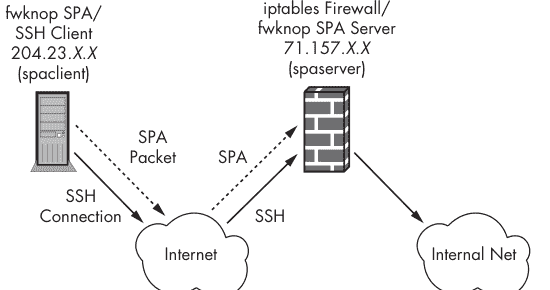 fwknop SPA/
SSH Client
204.23.X.X
(spaclient)
iptables Firewall/
fwknop SPA Server
71.157.X.X
(spaserver)
SPA
Packet
SPA
SSH
Connection
SSH
Internet
Internal Net